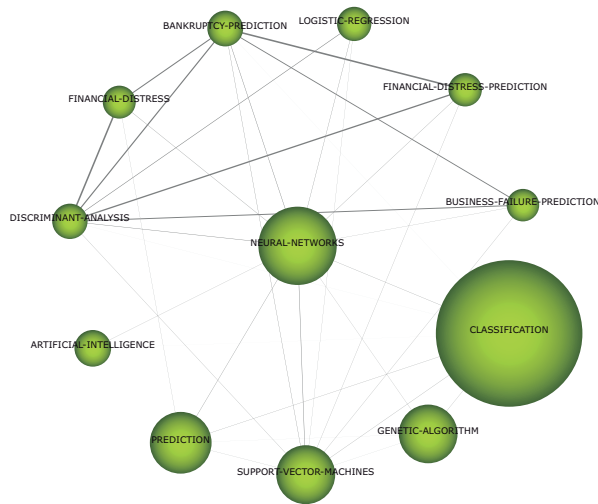 LOGISTIC-REGRESSION
BANKRUPTCY-PREDICTION
FINANCIAL-DISTRESS-PREDICTION
FINANCIAL-DISTRESS
BUSINESS-FAILURE-PREDICTION
DISCRIMINANT-ANALYSIS
NEURAL-NETWORKS
CLASSIFICATION
ARTIFICIAL-INTELLIGENCE
GENETIC-ALGORITHM
PREDICTION
SUPPORT-VECTOR-MACHINES